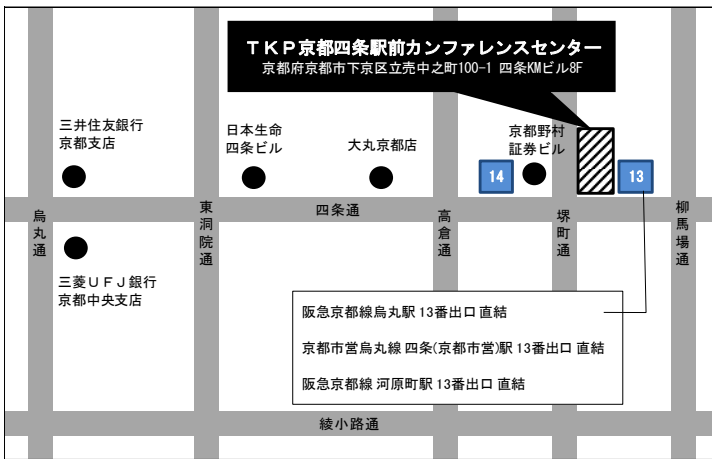 ＴＫＰ京都四条駅前カンファレンスセンター
京都府京都市下京区立売中之町100-1 四条KMビル8F
三井住友銀行
京都支店
日本生命
四条ビル
大丸京都店
京都野村
証券ビル
14
13
烏丸通
東洞院通
四条通
高倉通
堺町通
柳馬場通
三菱ＵＦＪ銀行
京都中央支店
阪急京都線烏丸駅 13番出口 直結
京都市営烏丸線 四条(京都市営)駅 13番出口 直結
阪急京都線 河原町駅 13番出口 直結
綾小路通